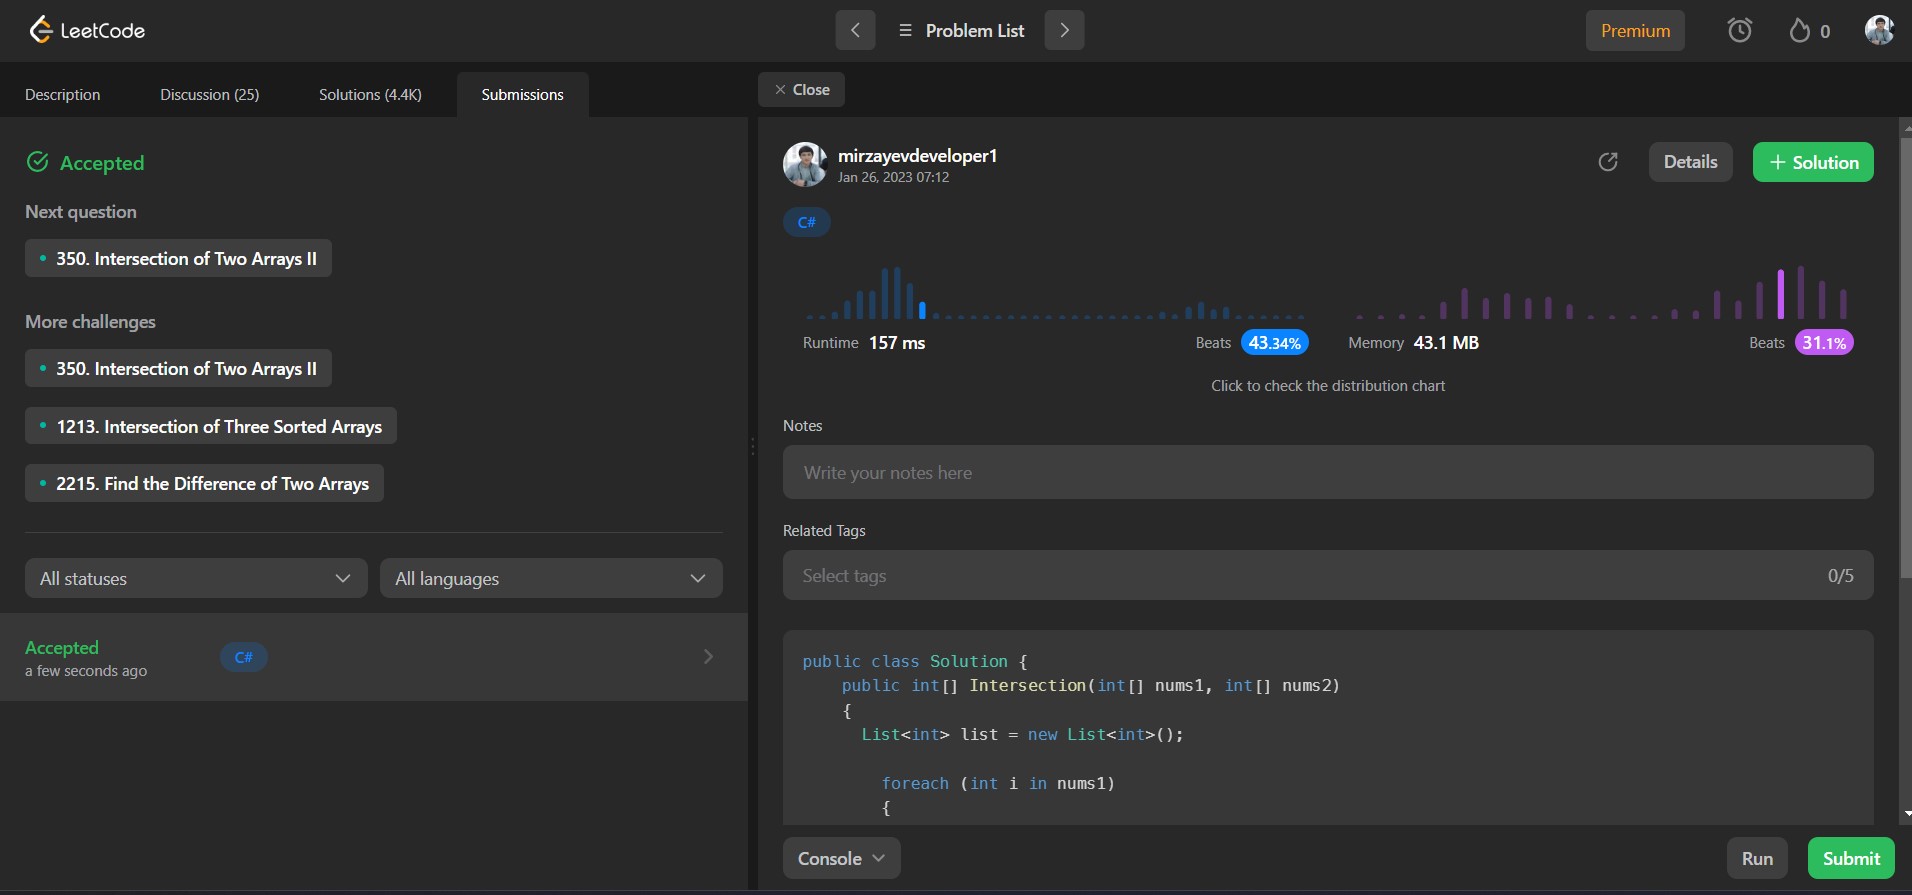 LeetCode
Problem List
Premium
0
Description
Discussion (25)
Solutions (4.4K)
Submissions
Close
Accepted
Next question
350. Intersection of Two Arrays II
More challenges
350. Intersection of Two Arrays II
1213. Intersection of Three Sorted Arrays
2215. Find the Difference of Two Arrays
All statuses
All languages
Accepted
a few seconds ago
C#
mirzayevdeveloper1
Jan 26, 2023 07:12
Details
+ Solution
C#
Runtime 157 ms
Beats 43.34%
Memory 43.1 MB
Beats 31.1%
Click to check the distribution chart
Notes
Write your notes here
Related Tags
Select tags
0/5
public class Solution {
public int[] Intersection(int[] nums1, int[] nums2)
{
List<int> list = new List<int>();
foreach (int i in nums1)
{
Console
Run
Submit